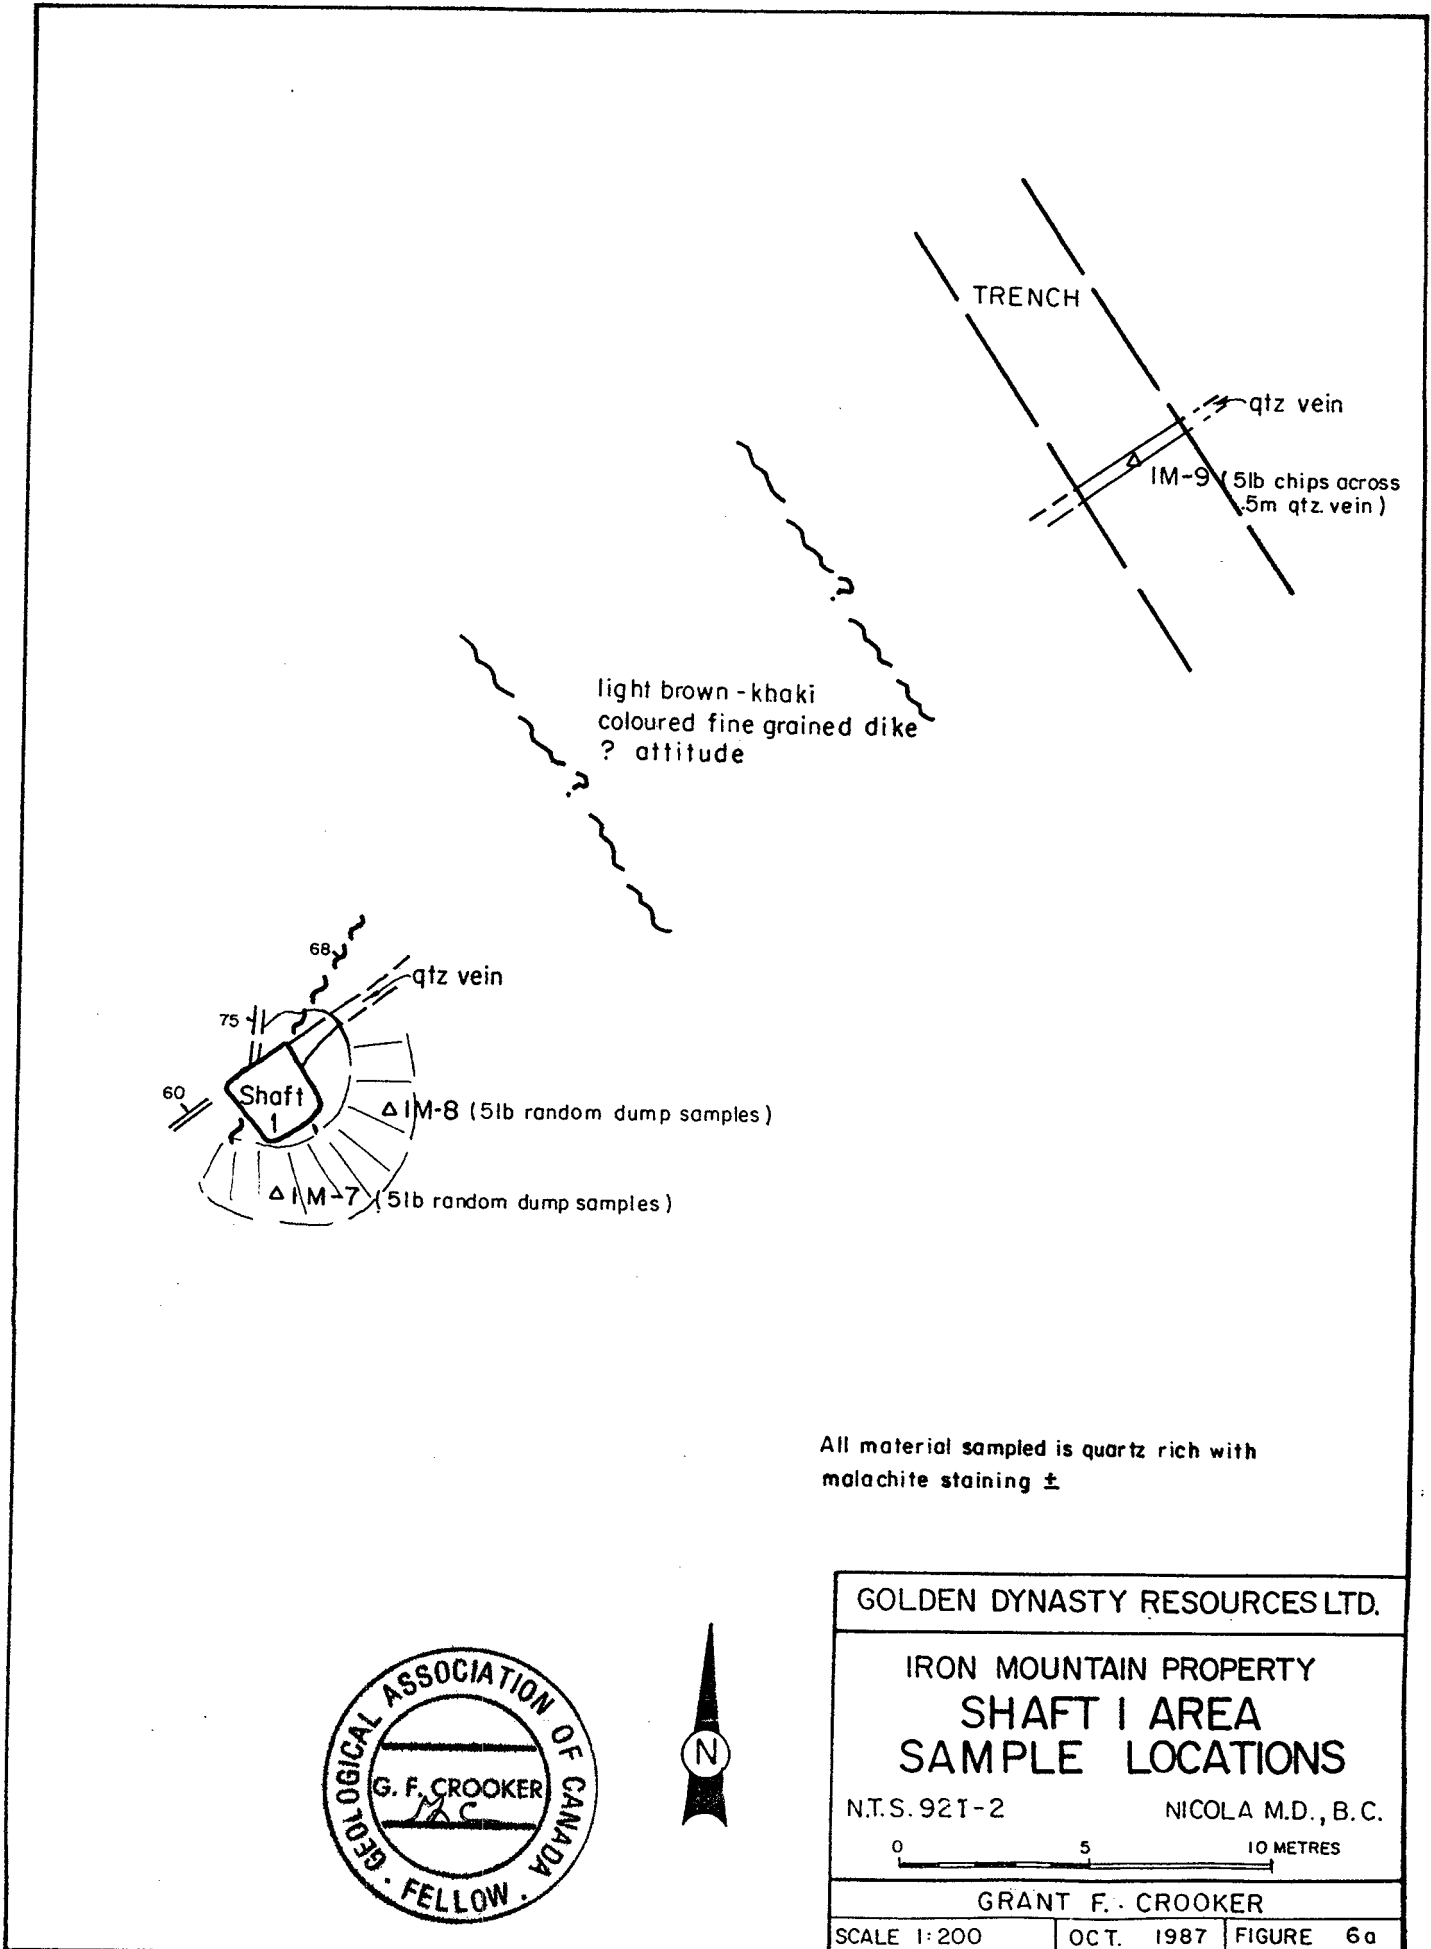 TRENCH
qtz vein
IM-9 (5lb chips across
.5m qtz. vein)
?
light brown - khaki
coloured fine grained dike
? attitude
?
68
qtz vein
75
60
Shaft
1
IM-8 (5lb random dump samples)
IM-7 (5lb random dump samples)
All material sampled is quartz rich with
malachite staining ±
GEOLOGICAL ASSOCIATION OF CANADA
G. F. CROOKER
. FELLOW .
N
GOLDEN DYNASTY RESOURCES LTD.
IRON MOUNTAIN PROPERTY
SHAFT I AREA
SAMPLE LOCATIONS
N.T.S. 92I-2 NICOLA M.D., B.C.
0 5 10 METRES
GRANT F. CROOKER
SCALE 1:200 OCT. 1987 FIGURE 6a